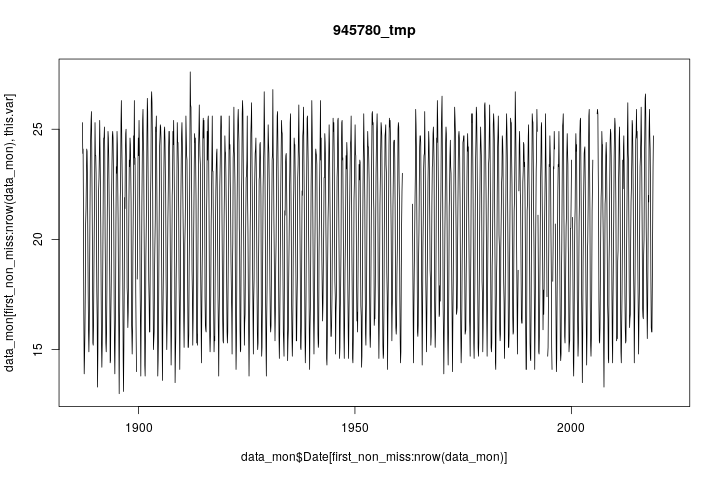 945780_tmp
data_mon[first_non_miss:nrow(data_mon), this.var]
25
20
15
1900
1950
2000
data_mon$Date[first_non_miss:nrow(data_mon)]